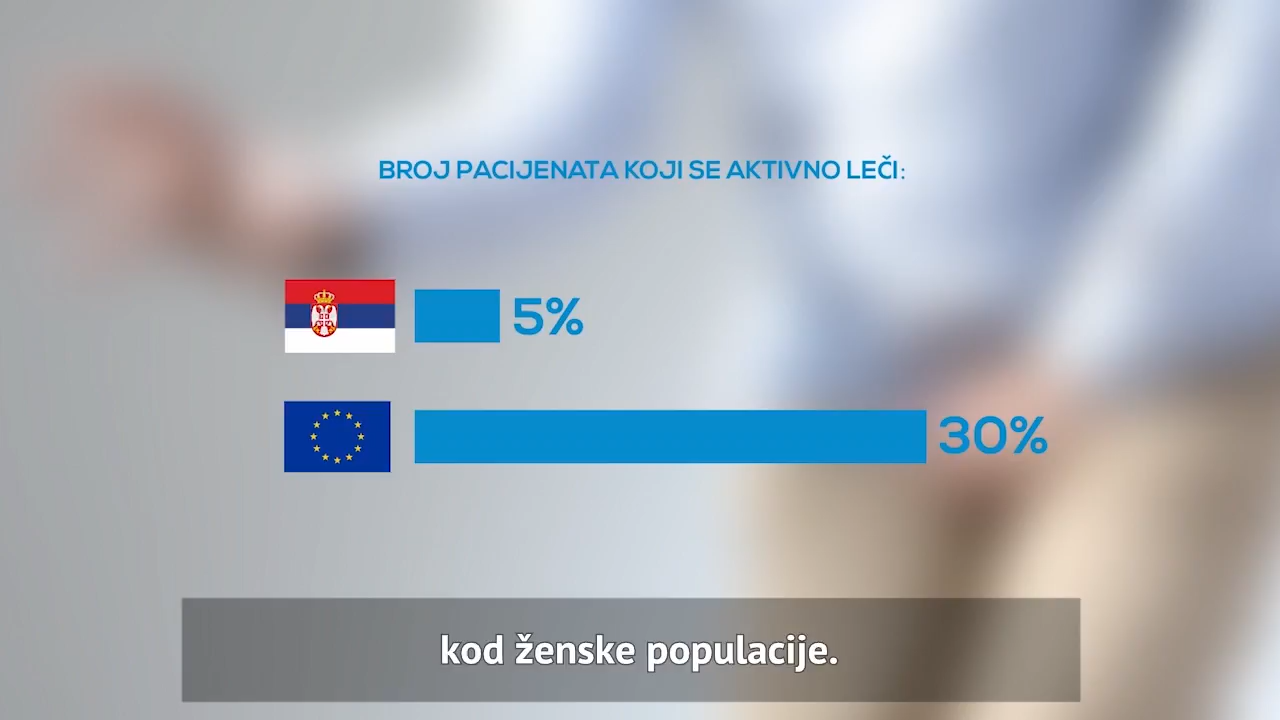 BROJ PACIJENATA KOJI SE AKTIVNO LEČI:
5%
30%
kod ženske populacije.